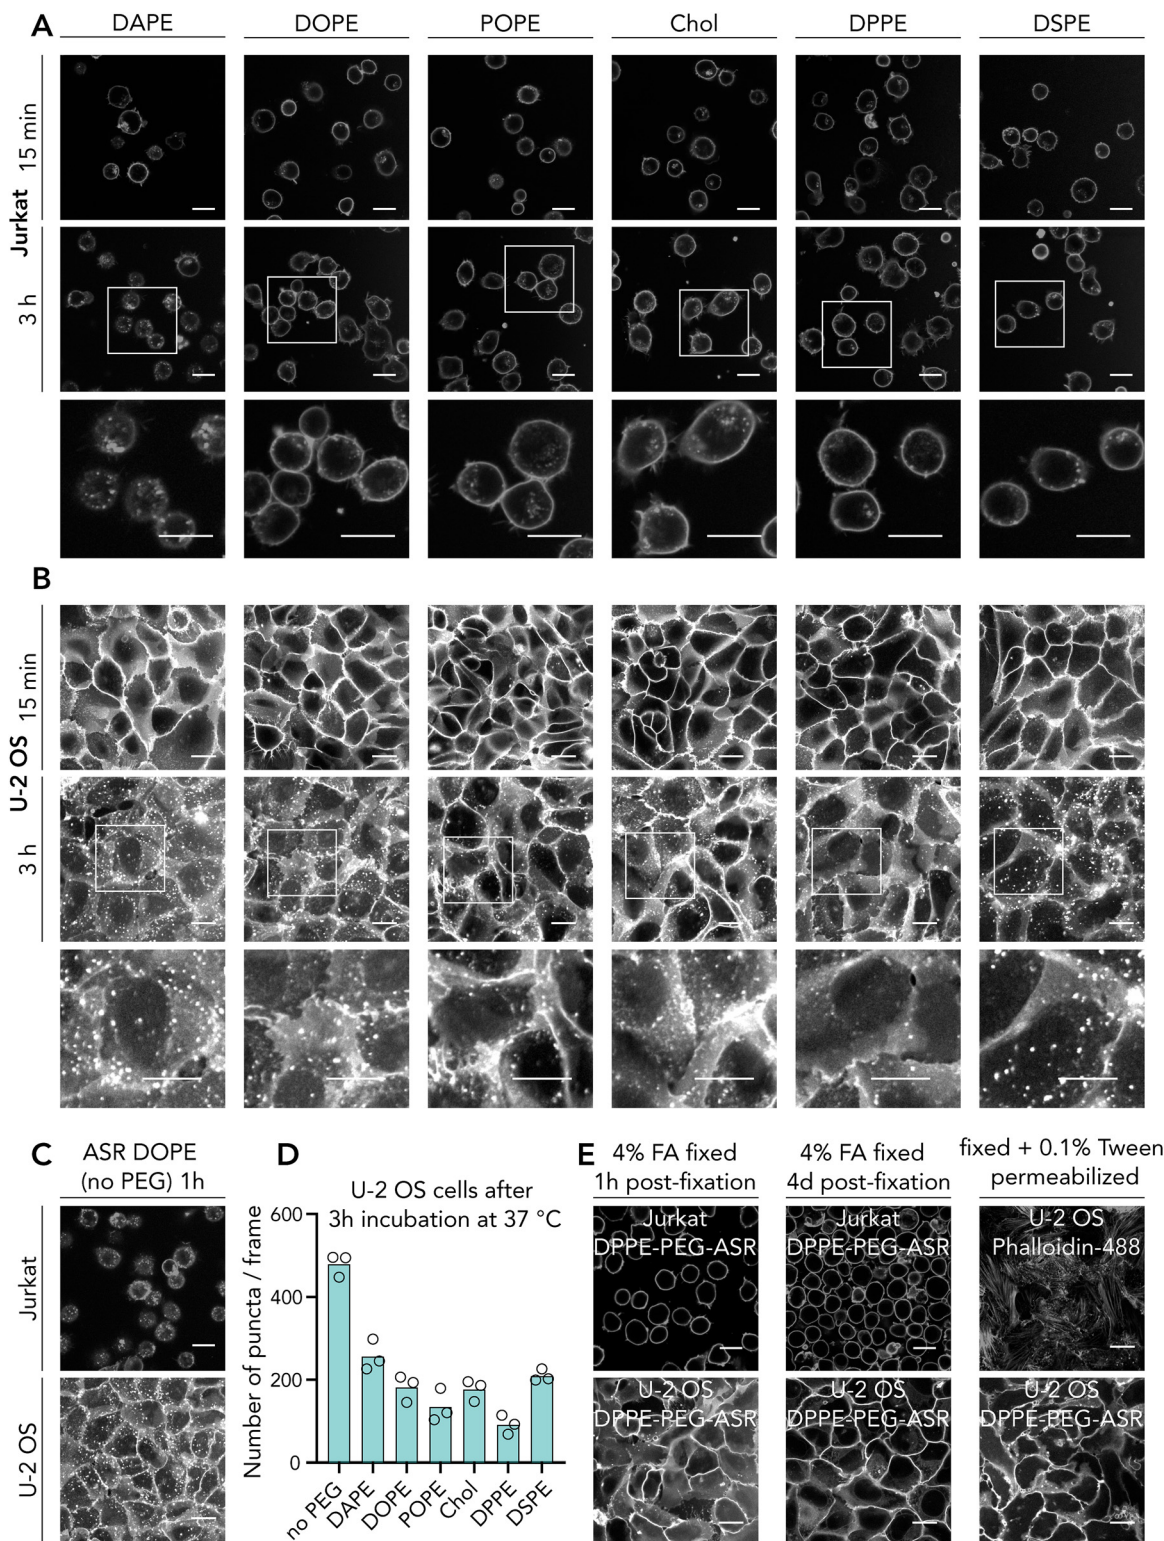 A
DAPE DOPE POPE Chol DPPE DSPE
Jurkat 15 min
3 h
B
U-2 OS 15 min
3 h
C
ASR DOPE
(no PEG) 1h
Jurkat
U-2 OS
D
U-2 OS cells after
3h incubation at 37 °C
Number of puncta / frame
600
400
200
0
no PEG DAPE DOPE POPE Chol DPPE DSPE
E
4% FA fixed
1h post-fixation
4% FA fixed
4d post-fixation
fixed + 0.1% Tween
permeabilized
Jurkat
DPPE-PEG-ASR
Jurkat
DPPE-PEG-ASR
U-2 OS
Phalloidin-488
U-2 OS
DPPE-PEG-ASR
U-2 OS
DPPE-PEG-ASR
U-2 OS
DPPE-PEG-ASR